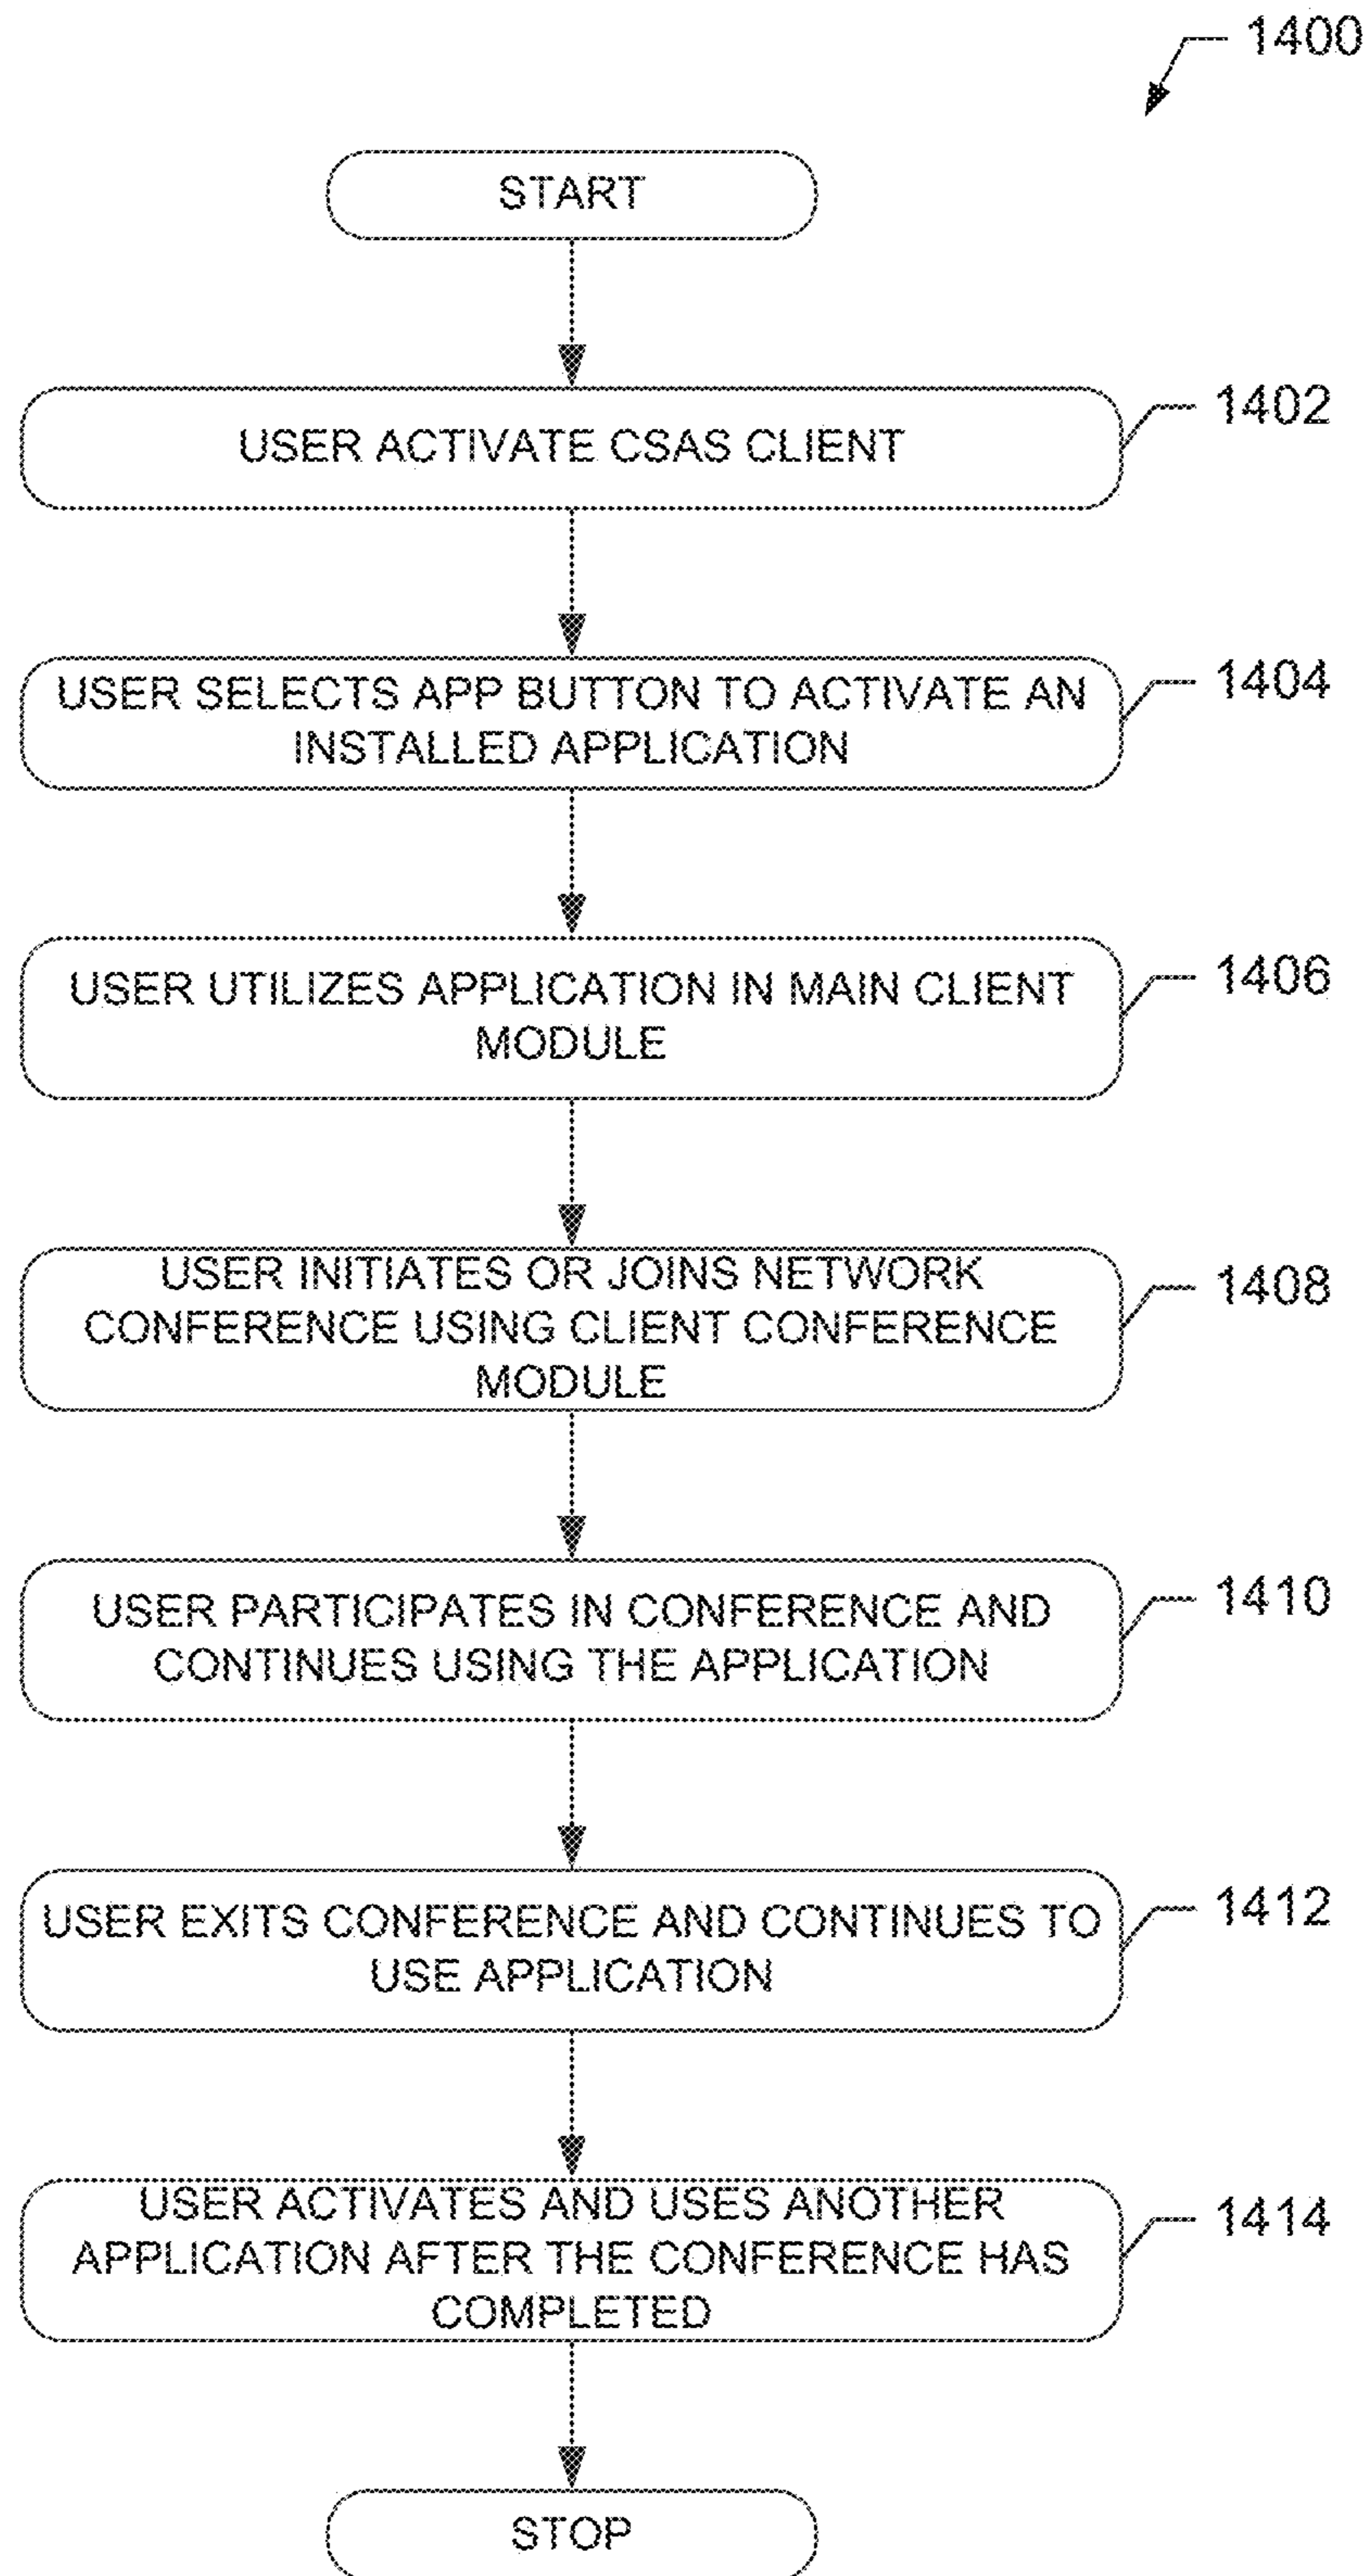 1400
START
USER ACTIVATE CSAS CLIENT
1402
USER SELECTS APP BUTTON TO ACTIVATE AN
INSTALLED APPLICATION
1404
USER UTILIZES APPLICATION IN MAIN CLIENT
MODULE
1406
USER INITIATES OR JOINS NETWORK
CONFERENCE USING CLIENT CONFERENCE
MODULE
1408
USER PARTICIPATES IN CONFERENCE AND
CONTINUES USING THE APPLICATION
1410
USER EXITS CONFERENCE AND CONTINUES TO
USE APPLICATION
1412
USER ACTIVATES AND USES ANOTHER
APPLICATION AFTER THE CONFERENCE HAS
COMPLETED
1414
STOP